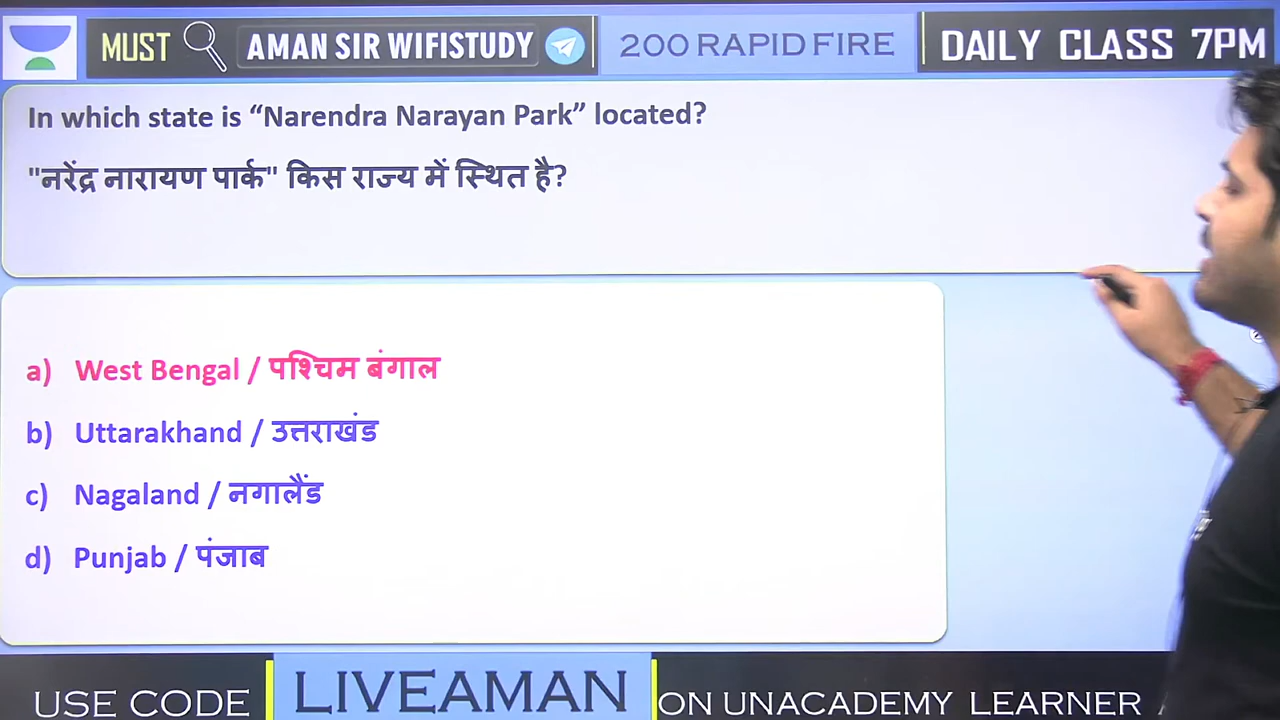 MUST AMAN SIR WIFISTUDY 200 RAPID FIRE DAILY CLASS 7PM
In which state is “Narendra Narayan Park” located?
"नरेंद्र नारायण पार्क" किस राज्य में स्थित है?
a) West Bengal / पश्चिम बंगाल
b) Uttarakhand / उत्तराखंड
c) Nagaland / नगालैंड
d) Punjab / पंजाब
USE CODE LIVEAMAN ON UNACADEMY LEARNER